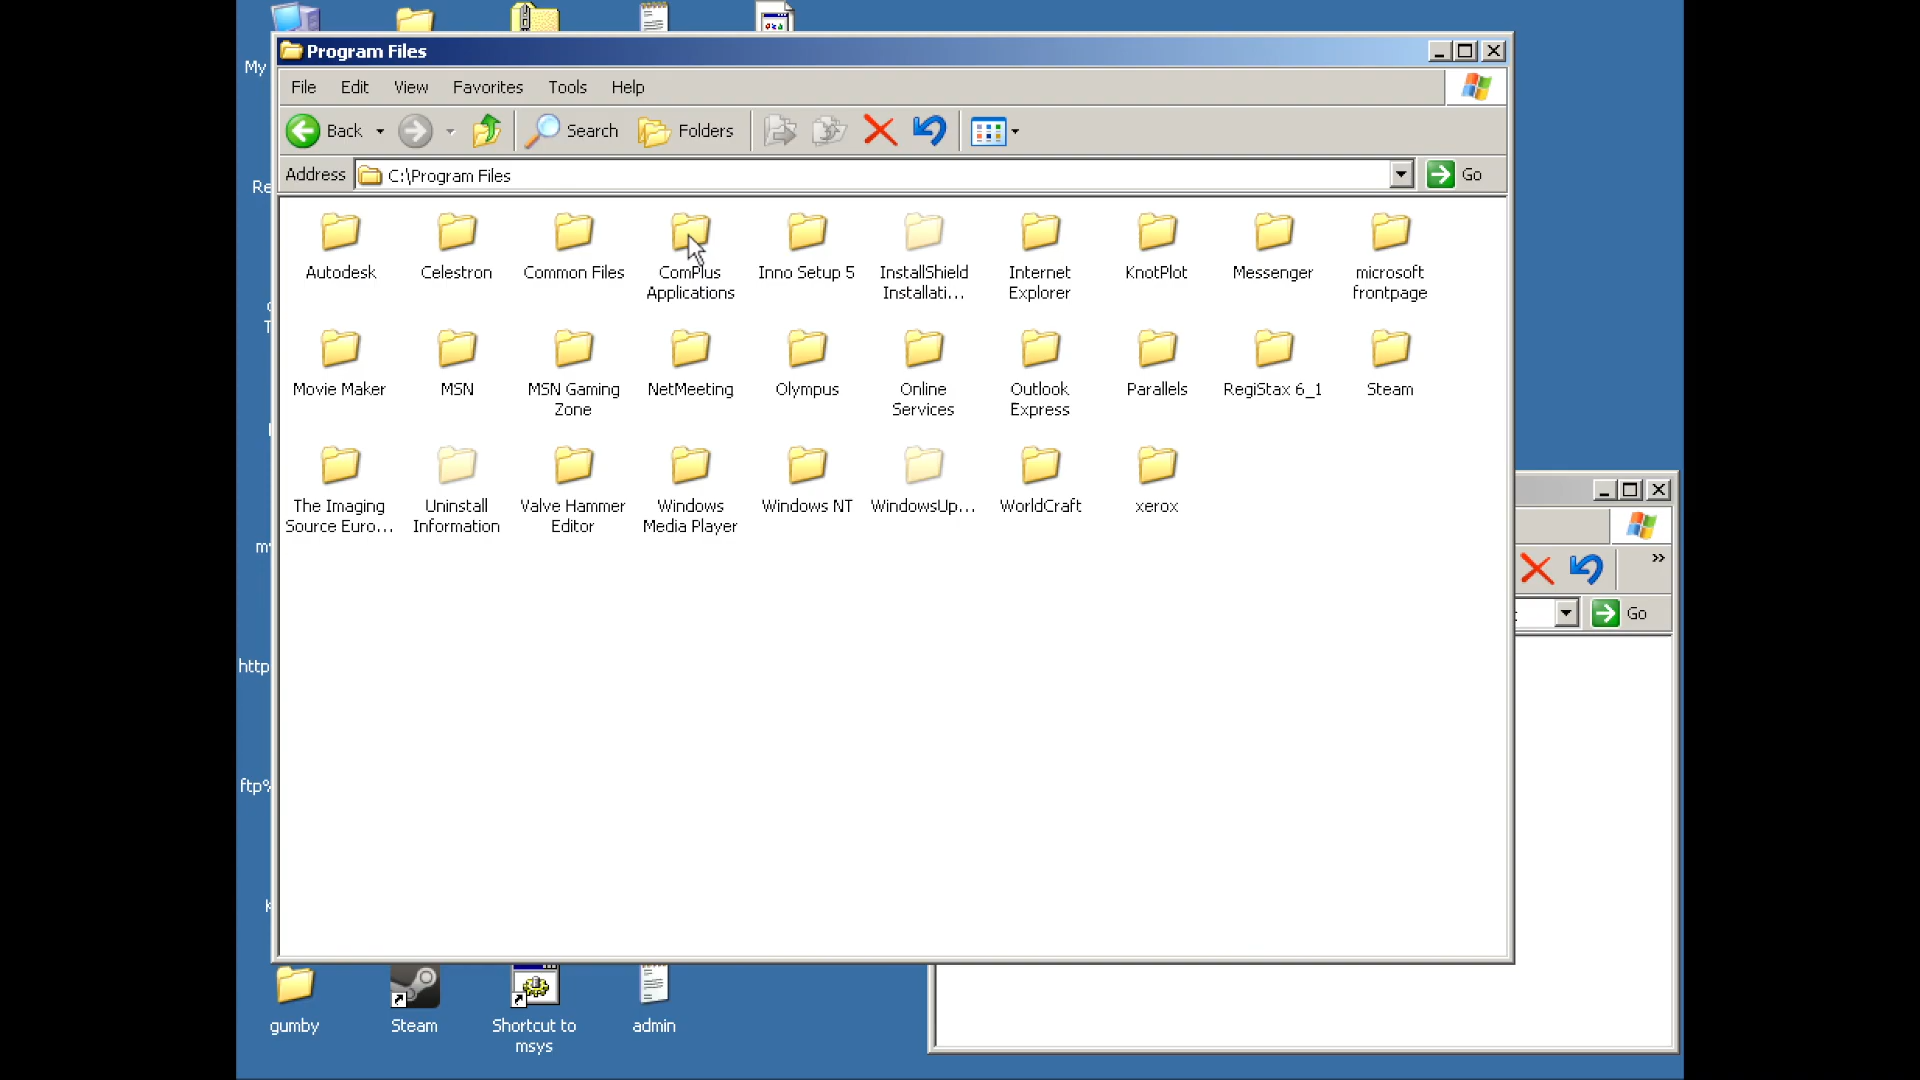 Program Files
File Edit View Favorites Tools Help
Back Search Folders
Address C:\Program Files Go
Autodesk Celestron Common Files ComPlus Applications Inno Setup 5 InstallShield Installati... Internet Explorer KnotPlot Messenger microsoft frontpage
Movie Maker MSN MSN Gaming Zone NetMeeting Olympus Online Services Outlook Express Parallels RegiStax 6_1 Steam
The Imaging Source Euro... Uninstall Information Valve Hammer Editor Windows Media Player Windows NT WindowsUp... WorldCraft xerox
My
Re
http
ftp%
Go
gumby Steam Shortcut to msys admin